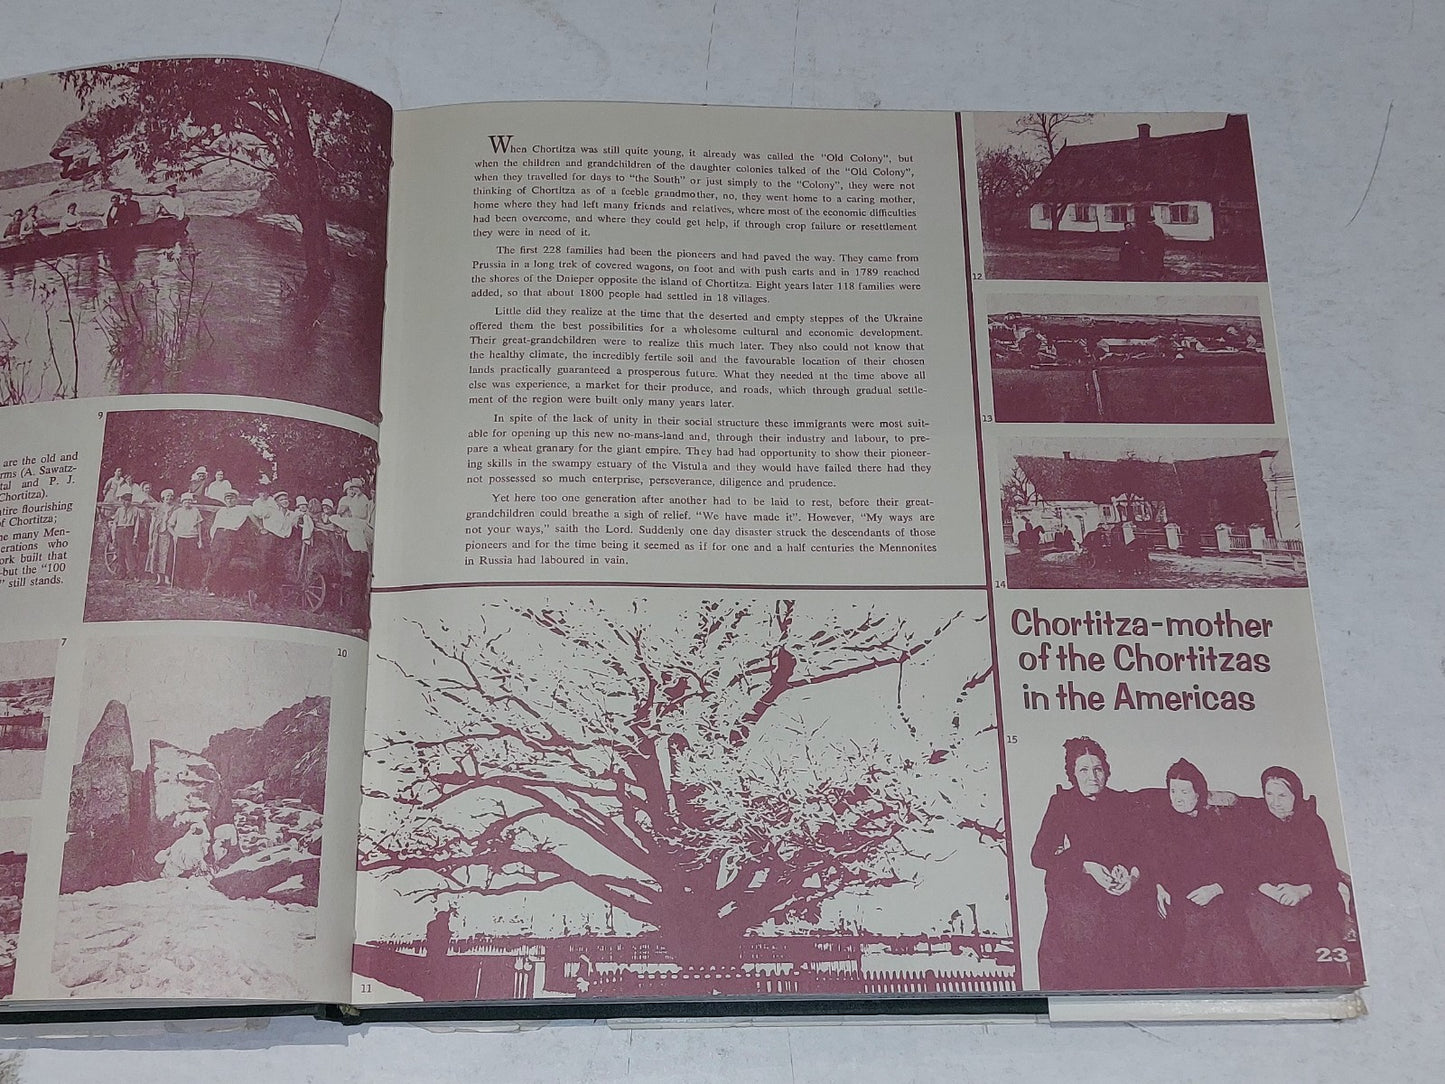 9
are the old and
rms (A. Sawatz-
tal and P. J.
Chortitza).
ntire flourishing
of Chortitza;
he many Men-
erations who
ork built that
-but the "100
" still stands.
7
10
When Chortitza was still quite young, it already was called the "Old Colony", but
when the children and grandchildren of the daughter colonies talked of the "Old Colony",
when they travelled for days to "the South" or just simply to the "Colony", they were not
thinking of Chortitza as of a feeble grandmother, no, they went home to a caring mother,
home where they had left many friends and relatives, where most of the economic difficulties
had been overcome, and where they could get help, if through crop failure or resettlement
they were in need of it.
The first 228 families had been the pioneers and had paved the way. They came from
Prussia in a long trek of covered wagons, on foot and with push carts and in 1789 reached
the shores of the Dnieper opposite the island of Chortitza. Eight years later 118 families were
added, so that about 1800 people had settled in 18 villages.
Little did they realize at the time that the deserted and empty steppes of the Ukraine
offered them the best possibilities for a wholesome cultural and economic development.
Their great-grandchildren were to realize this much later. They also could not know that
the healthy climate, the incredibly fertile soil and the favourable location of their chosen
lands practically guaranteed a prosperous future. What they needed at the time above all
else was experience, a market for their produce, and roads, which through gradual settle-
ment of the region were built only many years later.
In spite of the lack of unity in their social structure these immigrants were most suit-
able for opening up this new no-mans-land and, through their industry and labour, to pre-
pare a wheat granary for the giant empire. They had had opportunity to show their pioneer-
ing skills in the swampy estuary of the Vistula and they would have failed there had they
not possessed so much enterprise, perseverance, diligence and prudence.
Yet here too one generation after another had to be laid to rest, before their great-
grandchildren could breathe a sigh of relief. "We have made it". However, "My ways are
not your ways," saith the Lord. Suddenly one day disaster struck the descendants of those
pioneers and for the time being it seemed as if for one and a half centuries the Mennonites
in Russia had laboured in vain.
11
12
13
14
Chortitza-mother
of the Chortitzas
in the Americas
15
23